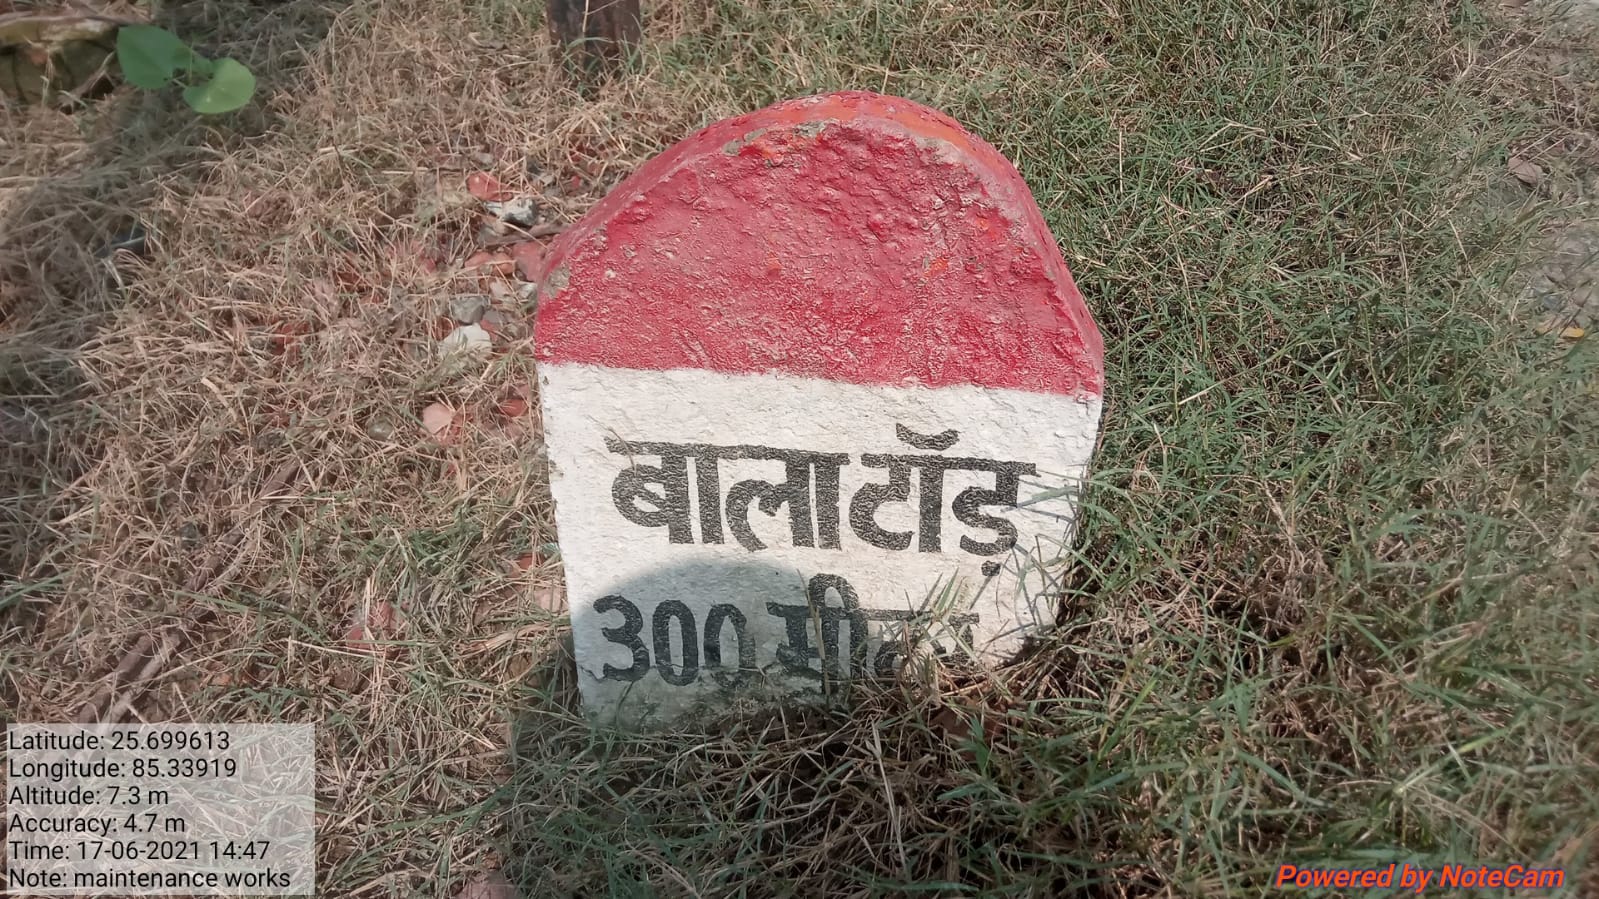 बालाटॉड़
300 मीटर
Latitude: 25.699613
Longitude: 85.33919
Altitude: 7.3 m
Accuracy: 4.7 m
Time: 17-06-2021 14:47
Note: maintenance works
Powered by NoteCam